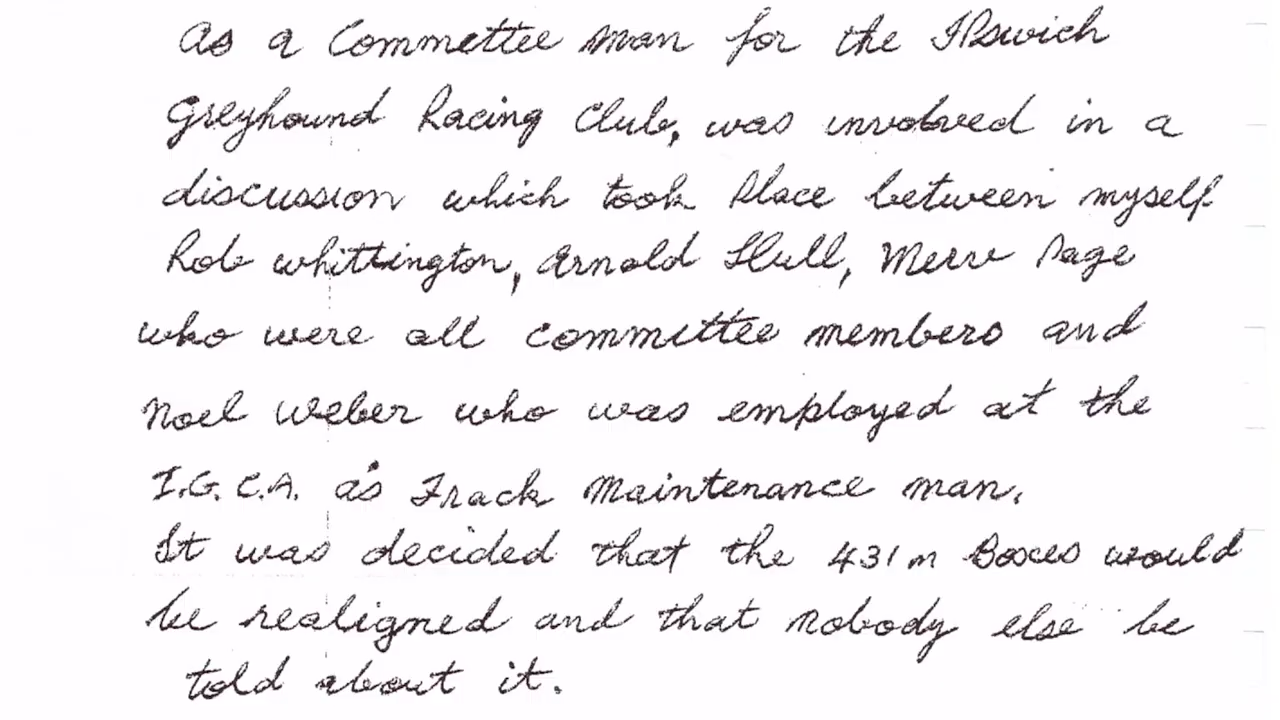 as a Committee man for the IPswich
Greyhound Racing Club, was involved in a
discussion which took Place between myself
Rob whittington, Arnold Hull, Merv Page
who were all committee members and
Noel Weber who was employed at the
I.G.C.A. as Track Maintenance man.
It was decided that the 431m Boxes would
be realigned and that nobody else be
told about it.